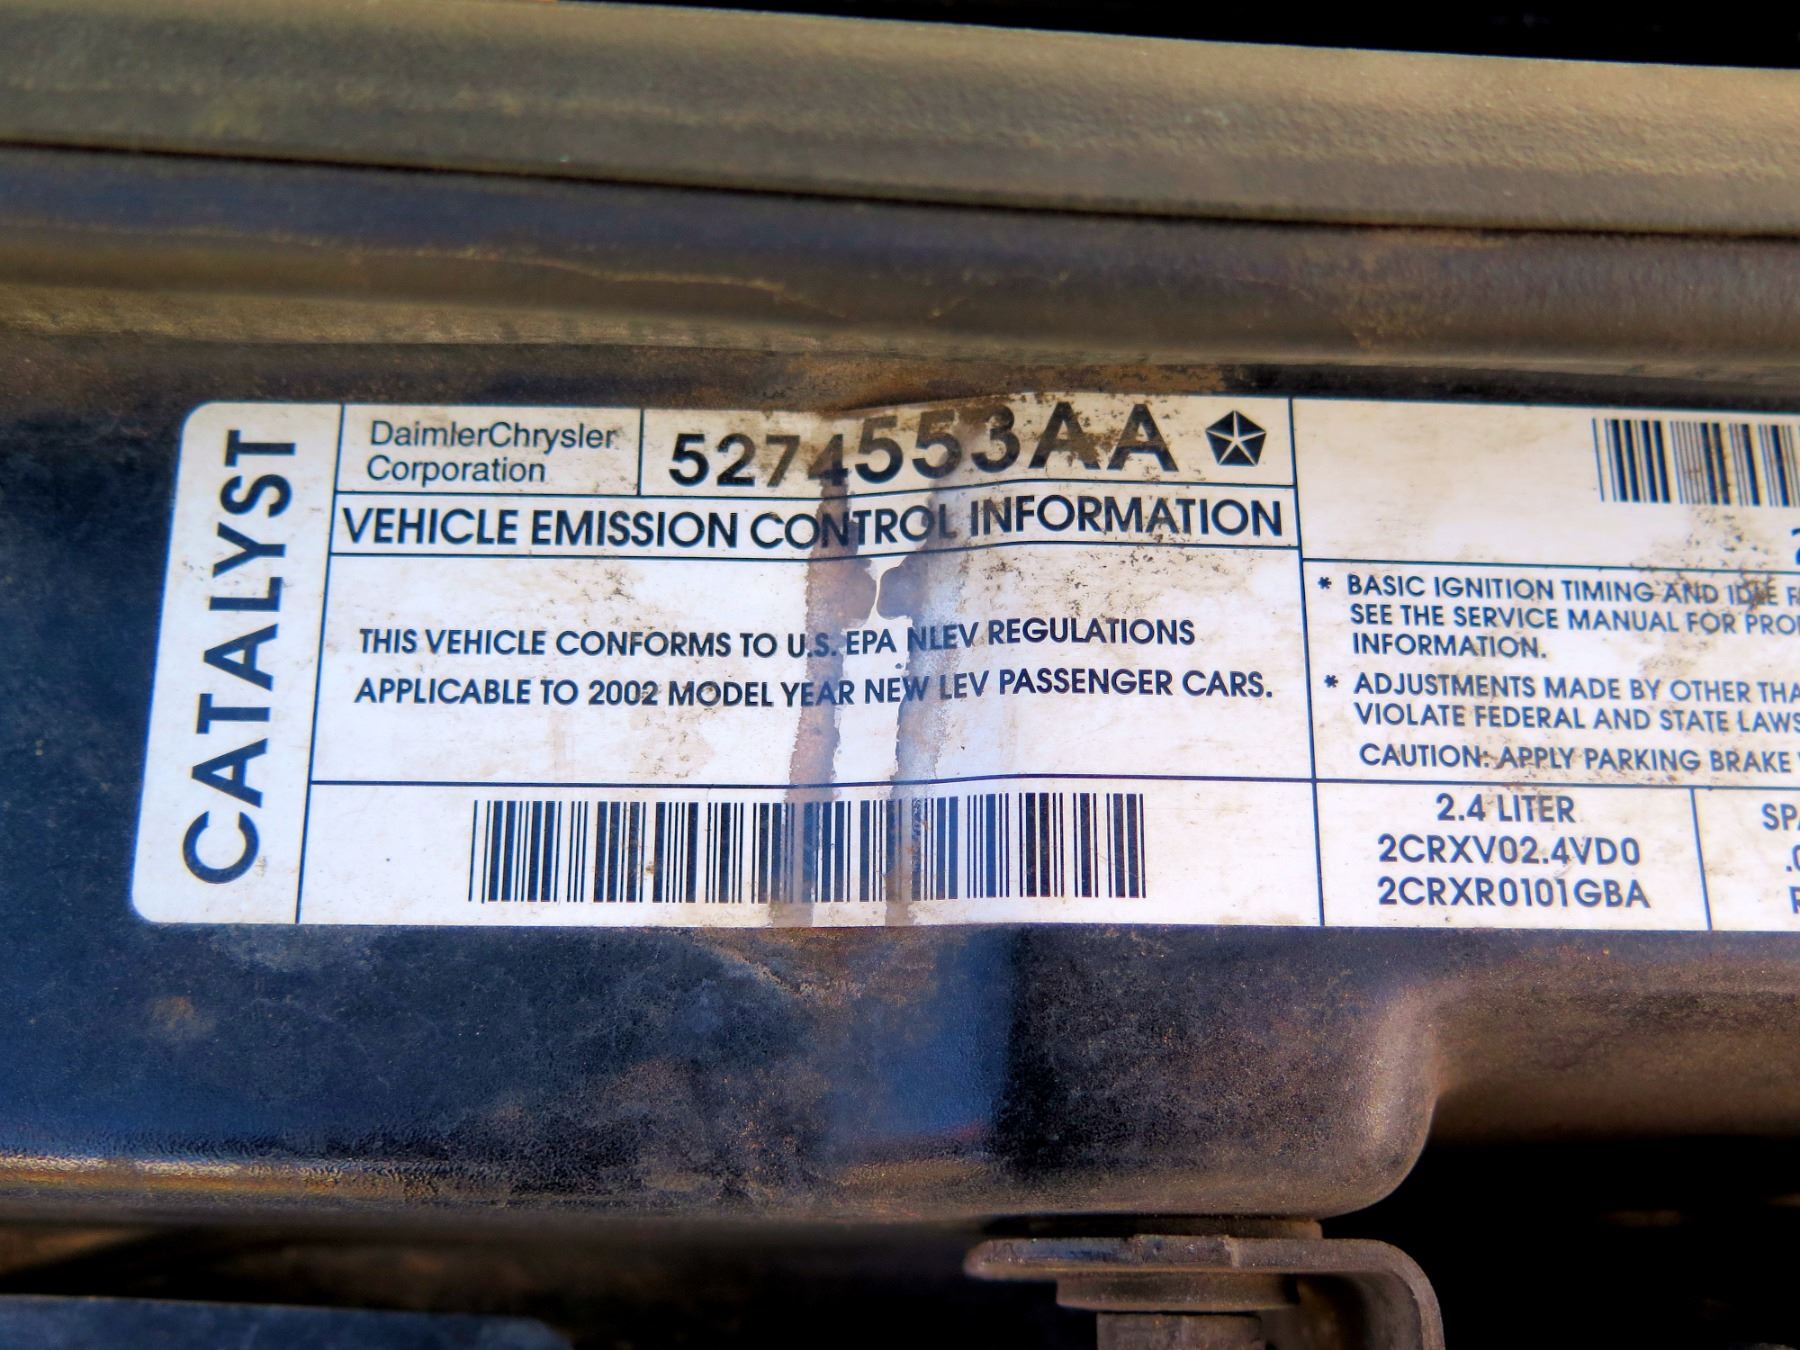 CATALYST
DaimlerChrysler
Corporation
5274553AA
VEHICLE EMISSION CONTROL INFORMATION
THIS VEHICLE CONFORMS TO U.S. EPA NLEV REGULATIONS
APPLICABLE TO 2002 MODEL YEAR NEW LEV PASSENGER CARS.
* BASIC IGNITION TIMING AND IDLE
SEE THE SERVICE MANUAL FOR
INFORMATION.
* ADJUSTMENTS MADE BY OTHER
VIOLATE FEDERAL AND STATE LAWS
CAUTION: APPLY PARKING BRAKE
2.4 LITER
2CRXV02.4VD0
2CRXR0101GBA